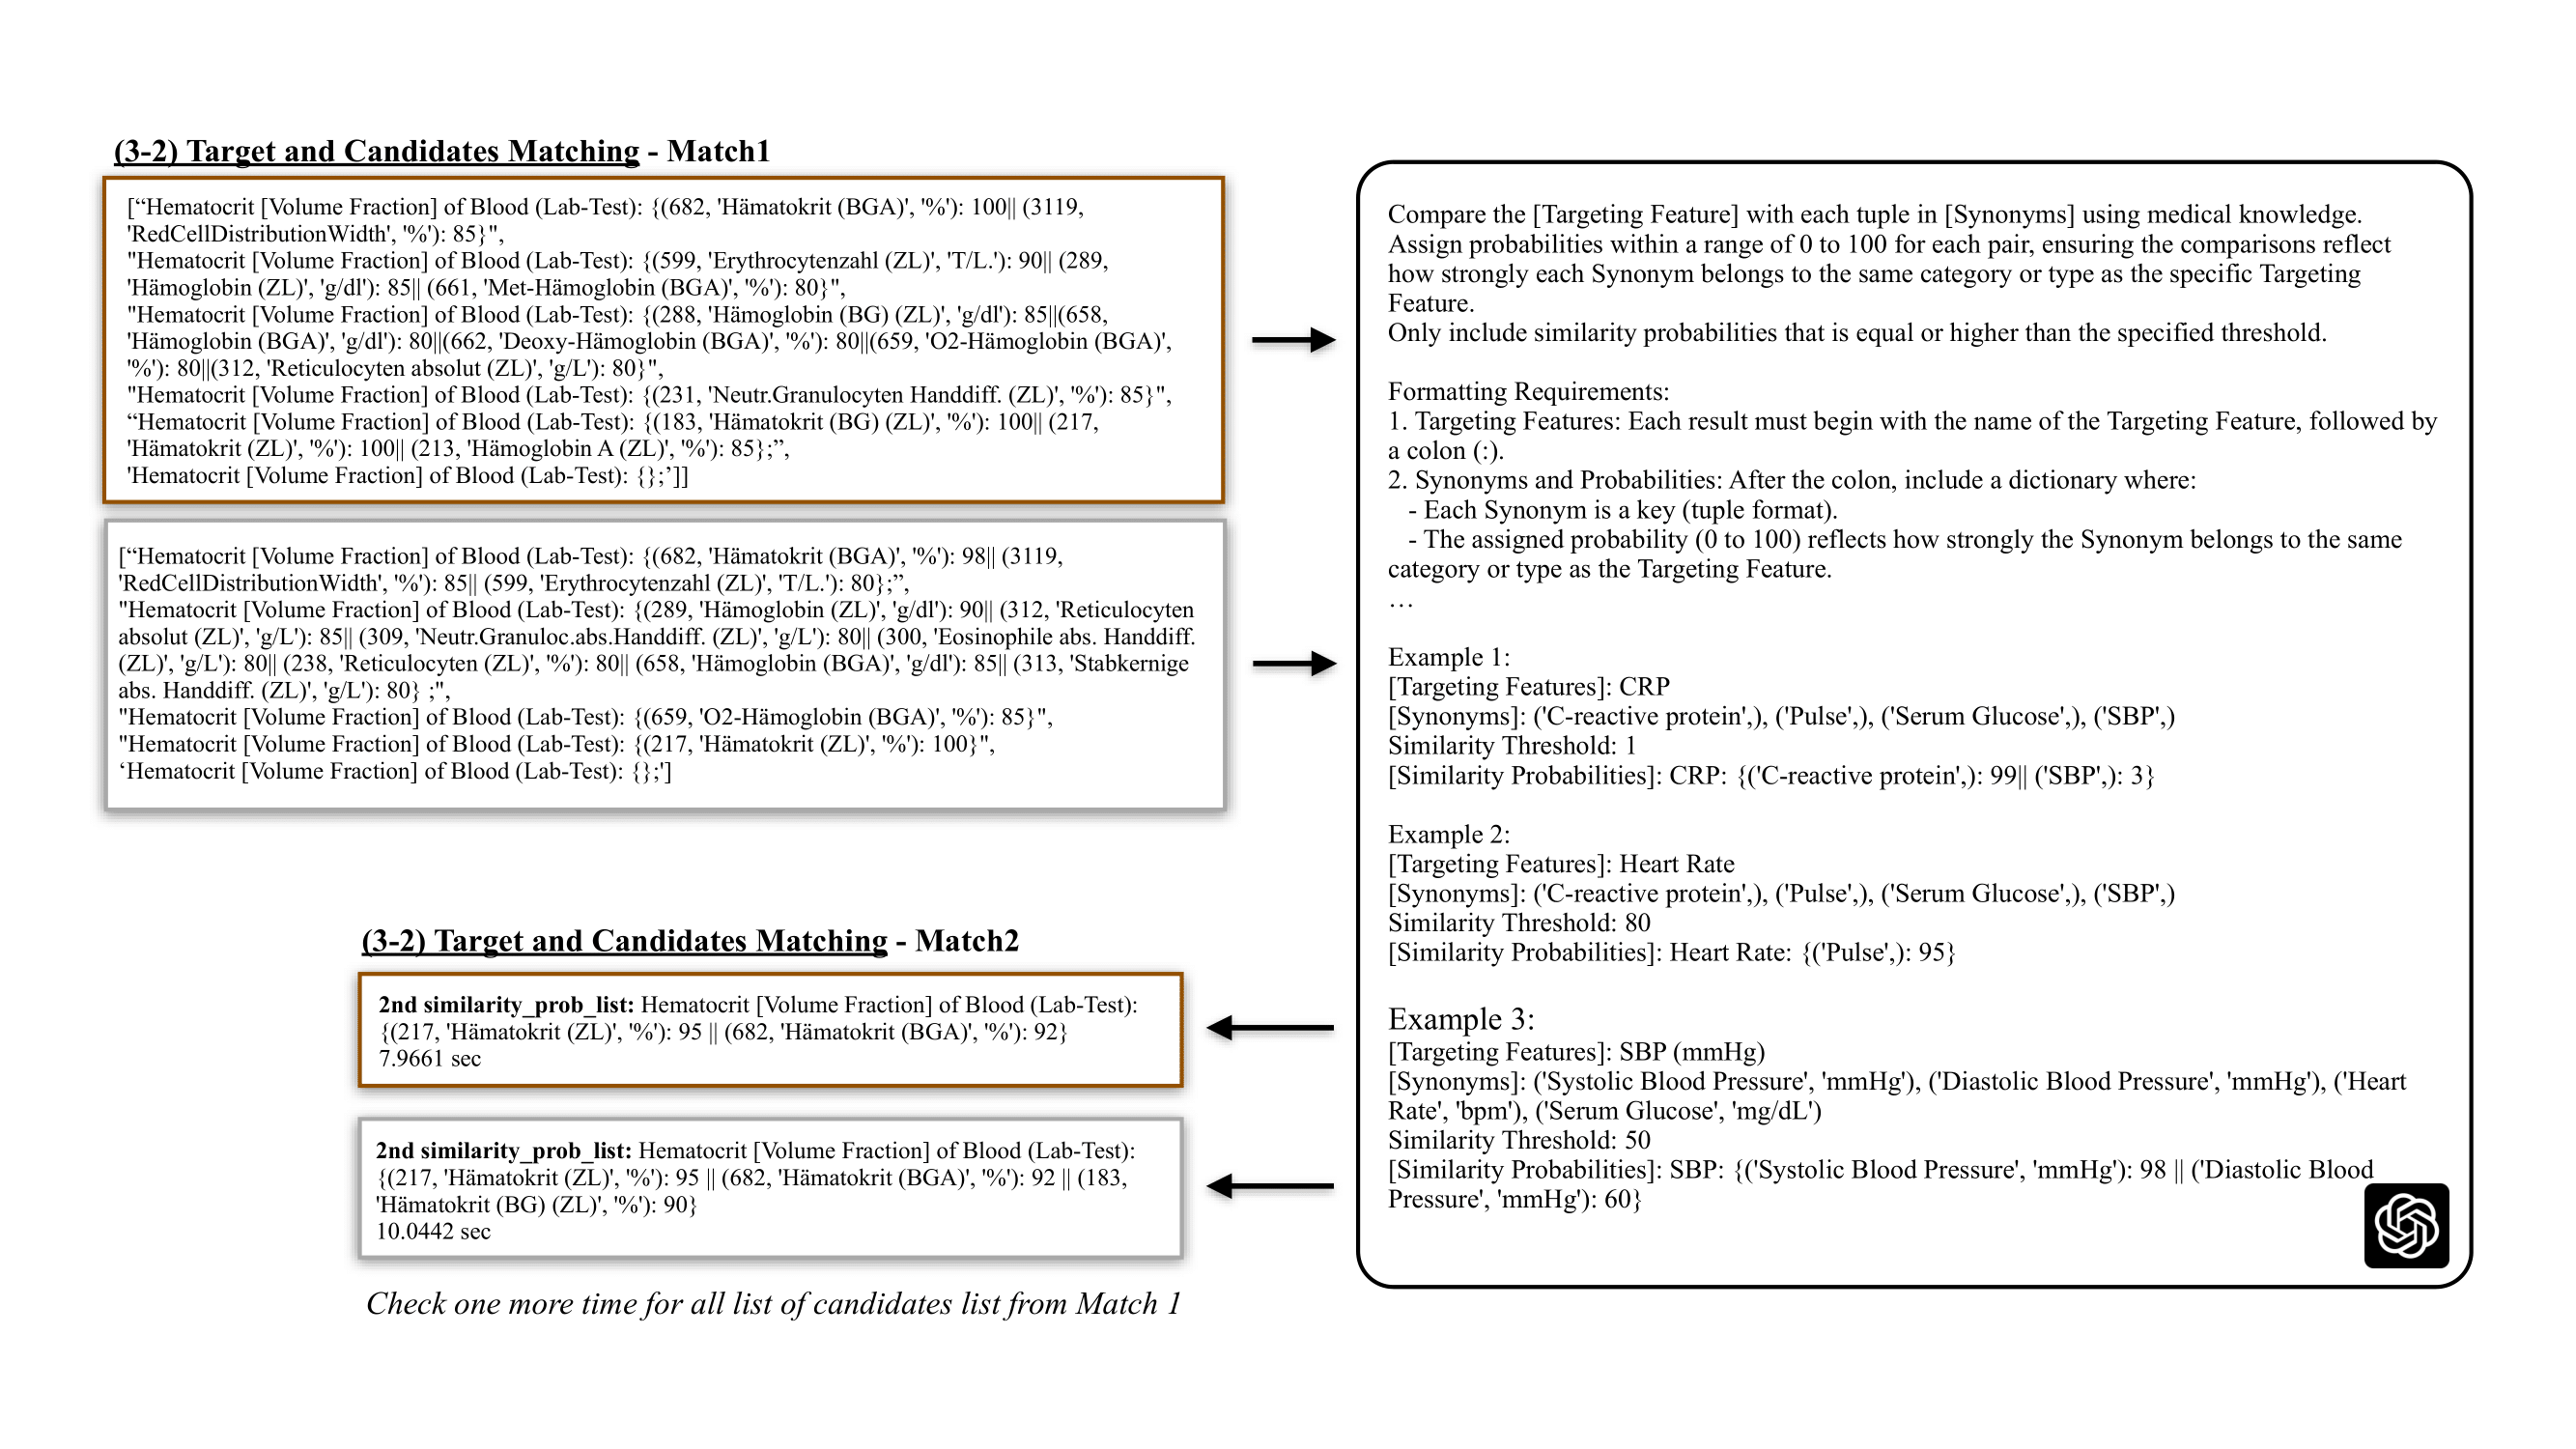 (3-2) Target and Candidates Matching - Match1
[“Hematocrit [Volume Fraction] of Blood (Lab-Test): {(682, 'Hämatokrit (BGA)', '%'): 100|| (3119,
'RedCellDistributionWidth', '%'): 85}",
"Hematocrit [Volume Fraction] of Blood (Lab-Test): {(599, 'Erythrocytenzahl (ZL)', 'T/L.'): 90|| (289,
'Hämoglobin (ZL)', 'g/dl'): 85|| (661, 'Met-Hämoglobin (BGA)', '%'): 80}",
"Hematocrit [Volume Fraction] of Blood (Lab-Test): {(288, 'Hämoglobin (BG) (ZL)', 'g/dl'): 85||(658,
'Hämoglobin (BGA)', 'g/dl'): 80||(662, 'Deoxy-Hämoglobin (BGA)', '%'): 80||(659, 'O2-Hämoglobin (BGA)',
'%'): 80||(312, 'Reticulocyten absolut (ZL)', 'g/L'): 80}",
"Hematocrit [Volume Fraction] of Blood (Lab-Test): {(231, 'Neutr.Granulocyten Handdiff. (ZL)', '%'): 85}",
“Hematocrit [Volume Fraction] of Blood (Lab-Test): {(183, 'Hämatokrit (BG) (ZL)', '%'): 100|| (217,
'Hämatokrit (ZL)', '%'): 100|| (213, 'Hämoglobin A (ZL)', '%'): 85};”,
'Hematocrit [Volume Fraction] of Blood (Lab-Test): {};’]]
[“Hematocrit [Volume Fraction] of Blood (Lab-Test): {(682, 'Hämatokrit (BGA)', '%'): 98|| (3119,
'RedCellDistributionWidth', '%'): 85|| (599, 'Erythrocytenzahl (ZL)', 'T/L.'): 80};”,
"Hematocrit [Volume Fraction] of Blood (Lab-Test): {(289, 'Hämoglobin (ZL)', 'g/dl'): 90|| (312, 'Reticulocyten
absolut (ZL)', 'g/L'): 85|| (309, 'Neutr.Granuloc.abs.Handdiff. (ZL)', 'g/L'): 80|| (300, 'Eosinophile abs. Handdiff.
(ZL)', 'g/L'): 80|| (238, 'Reticulocyten (ZL)', '%'): 80|| (658, 'Hämoglobin (BGA)', 'g/dl'): 85|| (313, 'Stabkernige
abs. Handdiff. (ZL)', 'g/L'): 80} ;",
"Hematocrit [Volume Fraction] of Blood (Lab-Test): {(659, 'O2-Hämoglobin (BGA)', '%'): 85}",
"Hematocrit [Volume Fraction] of Blood (Lab-Test): {(217, 'Hämatokrit (ZL)', '%'): 100}",
‘Hematocrit [Volume Fraction] of Blood (Lab-Test): {};']
(3-2) Target and Candidates Matching - Match2
2nd similarity_prob_list: Hematocrit [Volume Fraction] of Blood (Lab-Test):
{(217, 'Hämatokrit (ZL)', '%'): 95 || (682, 'Hämatokrit (BGA)', '%'): 92}
7.9661 sec
2nd similarity_prob_list: Hematocrit [Volume Fraction] of Blood (Lab-Test):
{(217, 'Hämatokrit (ZL)', '%'): 95 || (682, 'Hämatokrit (BGA)', '%'): 92 || (183,
'Hämatokrit (BG) (ZL)', '%'): 90}
10.0442 sec
Check one more time for all list of candidates list from Match 1
Compare the [Targeting Feature] with each tuple in [Synonyms] using medical knowledge.
Assign probabilities within a range of 0 to 100 for each pair, ensuring the comparisons reflect
how strongly each Synonym belongs to the same category or type as the specific Targeting
Feature.
Only include similarity probabilities that is equal or higher than the specified threshold.
Formatting Requirements:
1. Targeting Features: Each result must begin with the name of the Targeting Feature, followed by
a colon (:).
2. Synonyms and Probabilities: After the colon, include a dictionary where:
- Each Synonym is a key (tuple format).
- The assigned probability (0 to 100) reflects how strongly the Synonym belongs to the same
category or type as the Targeting Feature.
…
Example 1:
[Targeting Features]: CRP
[Synonyms]: ('C-reactive protein',), ('Pulse',), ('Serum Glucose',), ('SBP',)
Similarity Threshold: 1
[Similarity Probabilities]: CRP: {('C-reactive protein',): 99|| ('SBP',): 3}
Example 2:
[Targeting Features]: Heart Rate
[Synonyms]: ('C-reactive protein',), ('Pulse',), ('Serum Glucose',), ('SBP',)
Similarity Threshold: 80
[Similarity Probabilities]: Heart Rate: {('Pulse',): 95}
Example 3:
[Targeting Features]: SBP (mmHg)
[Synonyms]: ('Systolic Blood Pressure', 'mmHg'), ('Diastolic Blood Pressure', 'mmHg'), ('Heart
Rate', 'bpm'), ('Serum Glucose', 'mg/dL')
Similarity Threshold: 50
[Similarity Probabilities]: SBP: {('Systolic Blood Pressure', 'mmHg'): 98 || ('Diastolic Blood
Pressure', 'mmHg'): 60}